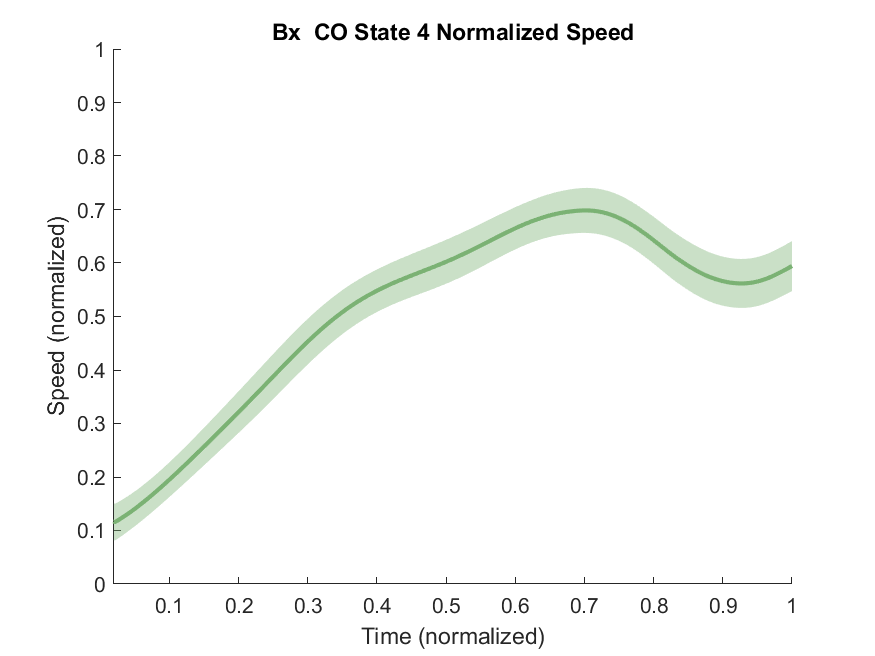 Bx  CO State 4 Normalized Speed
1
0.9
0.8
0.7
0.6
0.5
0.4
0.3
0.2
0.1
0
Speed (normalized)
0.1 0.2 0.3 0.4 0.5 0.6 0.7 0.8 0.9 1
Time (normalized)